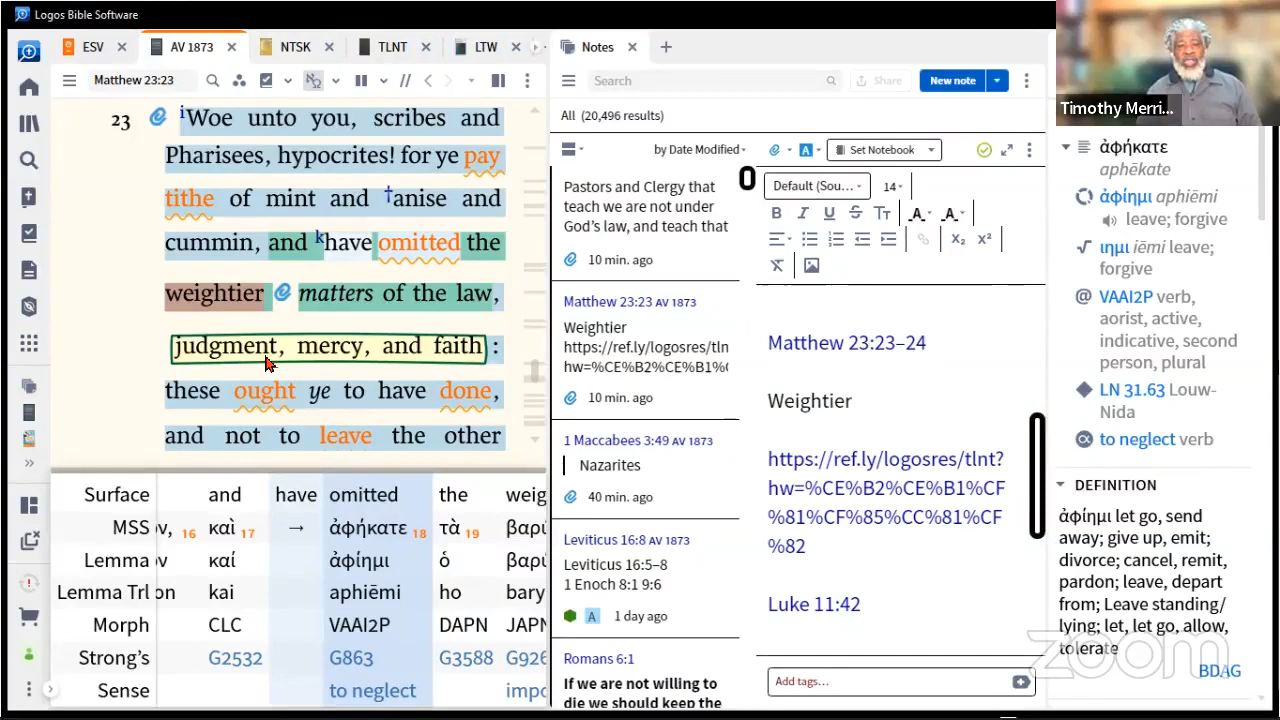 Logos Bible Software
ESV
AV 1873
NTSK
TLNT
LTW
Notes
Matthew 23:23
Search
Share
New note
All (20,496 results)
by Date Modified
Set Notebook
Default (Sou...
14
23 iWoe unto you, scribes and
Pharisees, hypocrites! for ye pay
tithe of mint and †anise and
cummin, and khave omitted the
weightier matters of the law,
judgment, mercy, and faith :
these ought ye to have done,
and not to leave the other
Surface and have omitted the weig
MSS ν, 16 καὶ 17 → ἀφήκατε 18 τὰ 19 βαρύ
Lemma ν καί ἀφίημι ὁ βαρύ
Lemma Trl on kai aphiēmi ho bary
Morph CLC VAAI2P DAPN JAPN
Strong's G2532 G863 G3588 G926
Sense to neglect impo
Pastors and Clergy that
teach we are not under
God's law, and teach that
10 min. ago
Matthew 23:23 AV 1873
Weightier
https://ref.ly/logosres/tln
hw=%CE%B2%CE%B1%C
10 min. ago
1 Maccabees 3:49 AV 1873
Nazarites
40 min. ago
Leviticus 16:8 AV 1873
Leviticus 16:5–8
1 Enoch 8:1 9:6
A 1 day ago
Romans 6:1
If we are not willing to
die we should keep the
Matthew 23:23–24
Weightier
https://ref.ly/logosres/tlnt?
hw=%CE%B2%CE%B1%CF
%81%CF%85%CC%81%CF
%82
Luke 11:42
Add tags...
Timothy Merri...
ἀφήκατε
aphēkate
ἀφίημι aphiēmi
leave; forgive
ιημι iēmi leave;
forgive
VAAI2P verb,
aorist, active,
indicative, second
person, plural
LN 31.63 Louw-
Nida
to neglect verb
DEFINITION
ἀφίημι let go, send
away; give up, emit;
divorce; cancel, remit,
pardon; leave, depart
from; Leave standing/
lying; let, let go, allow,
tolerate
BDAG
zoom